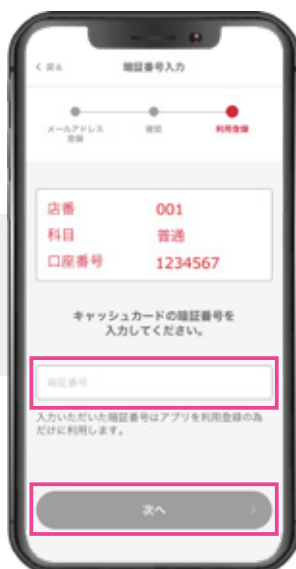 < 戻る 暗証番号入力
メールアドレス 確認 利用登録
登録
店番 001
科目 普通
口座番号 1234567
キャッシュカードの暗証番号を
入力してください。
暗証番号
入力いただいた暗証番号はアプリを利用登録の為
だけに利用します。
次へ >